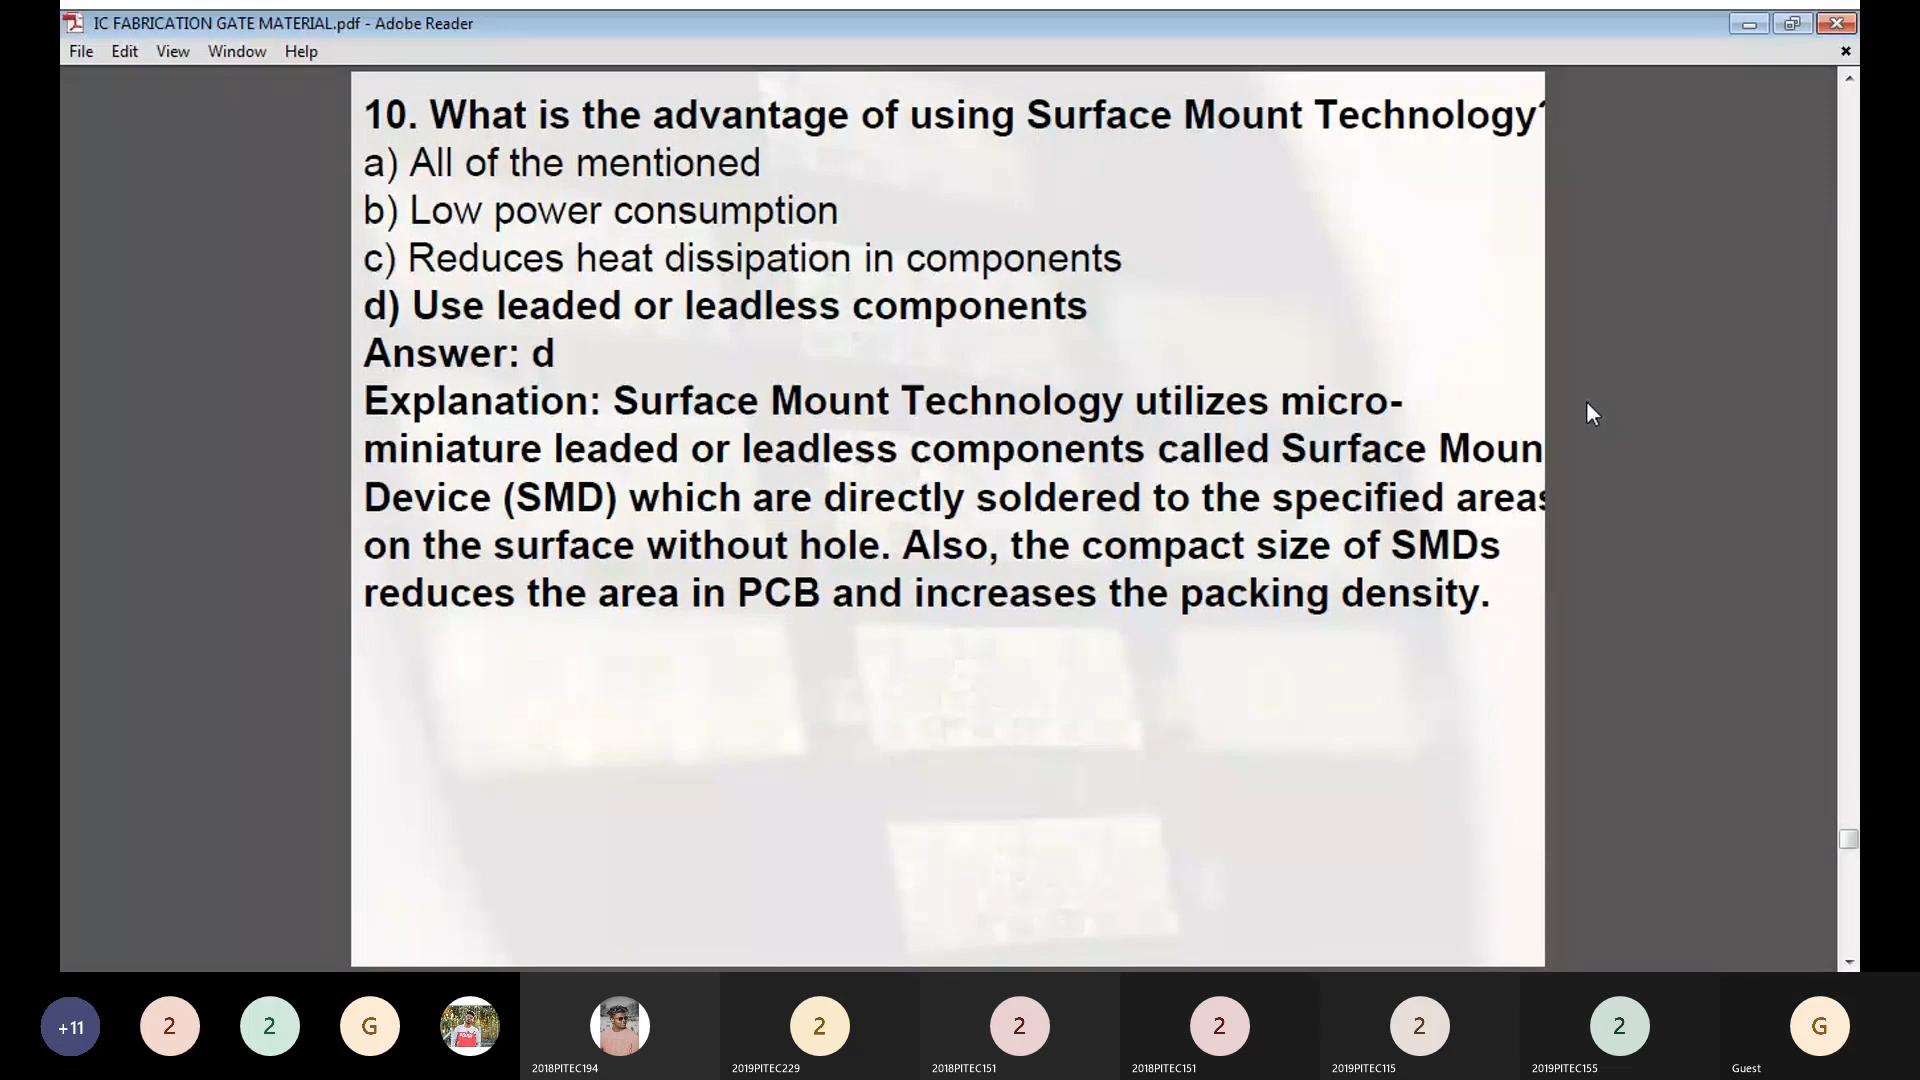 IC FABRICATION GATE MATERIAL.pdf - Adobe Reader
File Edit View Window Help
10. What is the advantage of using Surface Mount Technology?
a) All of the mentioned
b) Low power consumption
c) Reduces heat dissipation in components
d) Use leaded or leadless components
Answer: d
Explanation: Surface Mount Technology utilizes micro-
miniature leaded or leadless components called Surface Moun
Device (SMD) which are directly soldered to the specified areas
on the surface without hole. Also, the compact size of SMDs
reduces the area in PCB and increases the packing density.
+11 2 2 G 2 2 2 2 2 G
2018PITEC194 2019PITEC229 2018PITEC151 2018PITEC151 2019PITEC115 2019PITEC155 Guest